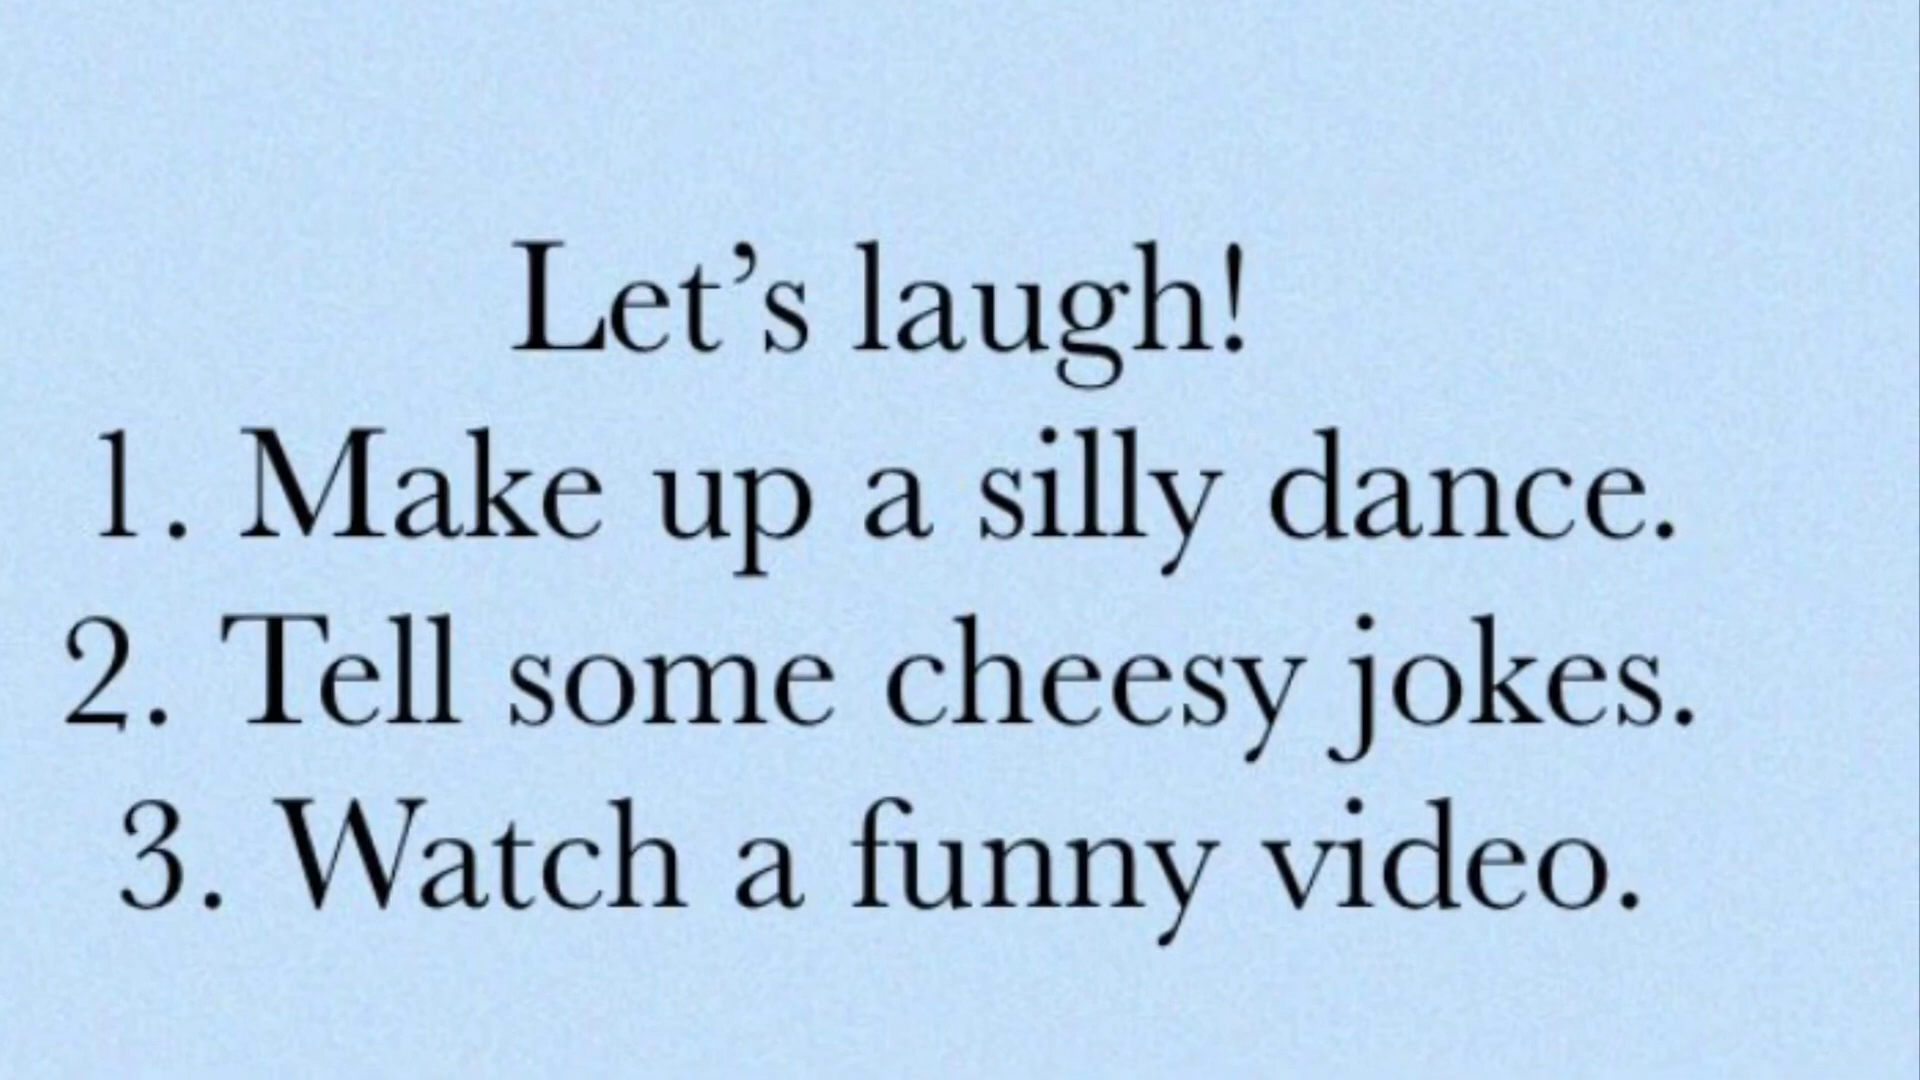 Let’s laugh!
1. Make up a silly dance.
2. Tell some cheesy jokes.
3. Watch a funny video.